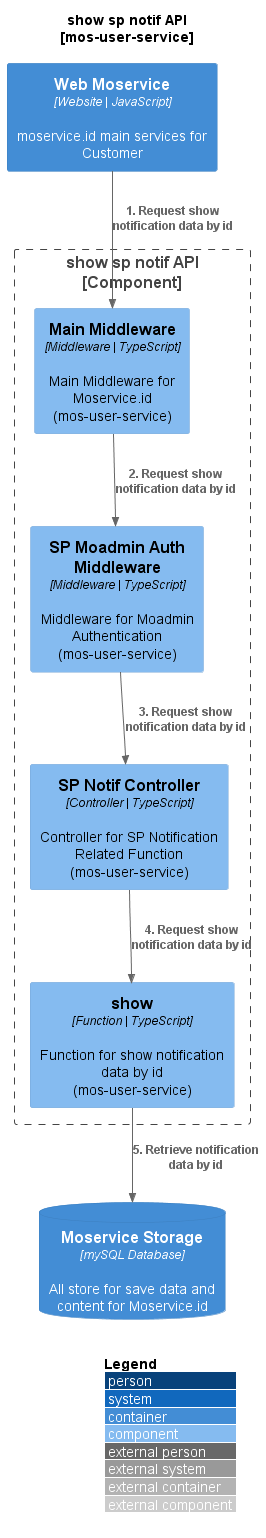 show sp notif API
[mos-user-service]
Web Moservice
[Website | JavaScript]
moservice.id main services for
Customer
1. Request show
notification data by id
show sp notif API
[Component]
Main Middleware
[Middleware | TypeScript]
Main Middleware for
Moservice.id
(mos-user-service)
2. Request show
notification data by id
SP Moadmin Auth
Middleware
[Middleware | TypeScript]
Middleware for Moadmin
Authentication
(mos-user-service)
3. Request show
notification data by id
SP Notif Controller
[Controller | TypeScript]
Controller for SP Notification
Related Function
(mos-user-service)
4. Request show
notification data by id
show
[Function | TypeScript]
Function for show notification
data by id
(mos-user-service)
5. Retrieve notification
data by id
Moservice Storage
[mySQL Database]
All store for save data and
content for Moservice.id
Legend
person
system
container
component
external person
external system
external container
external component